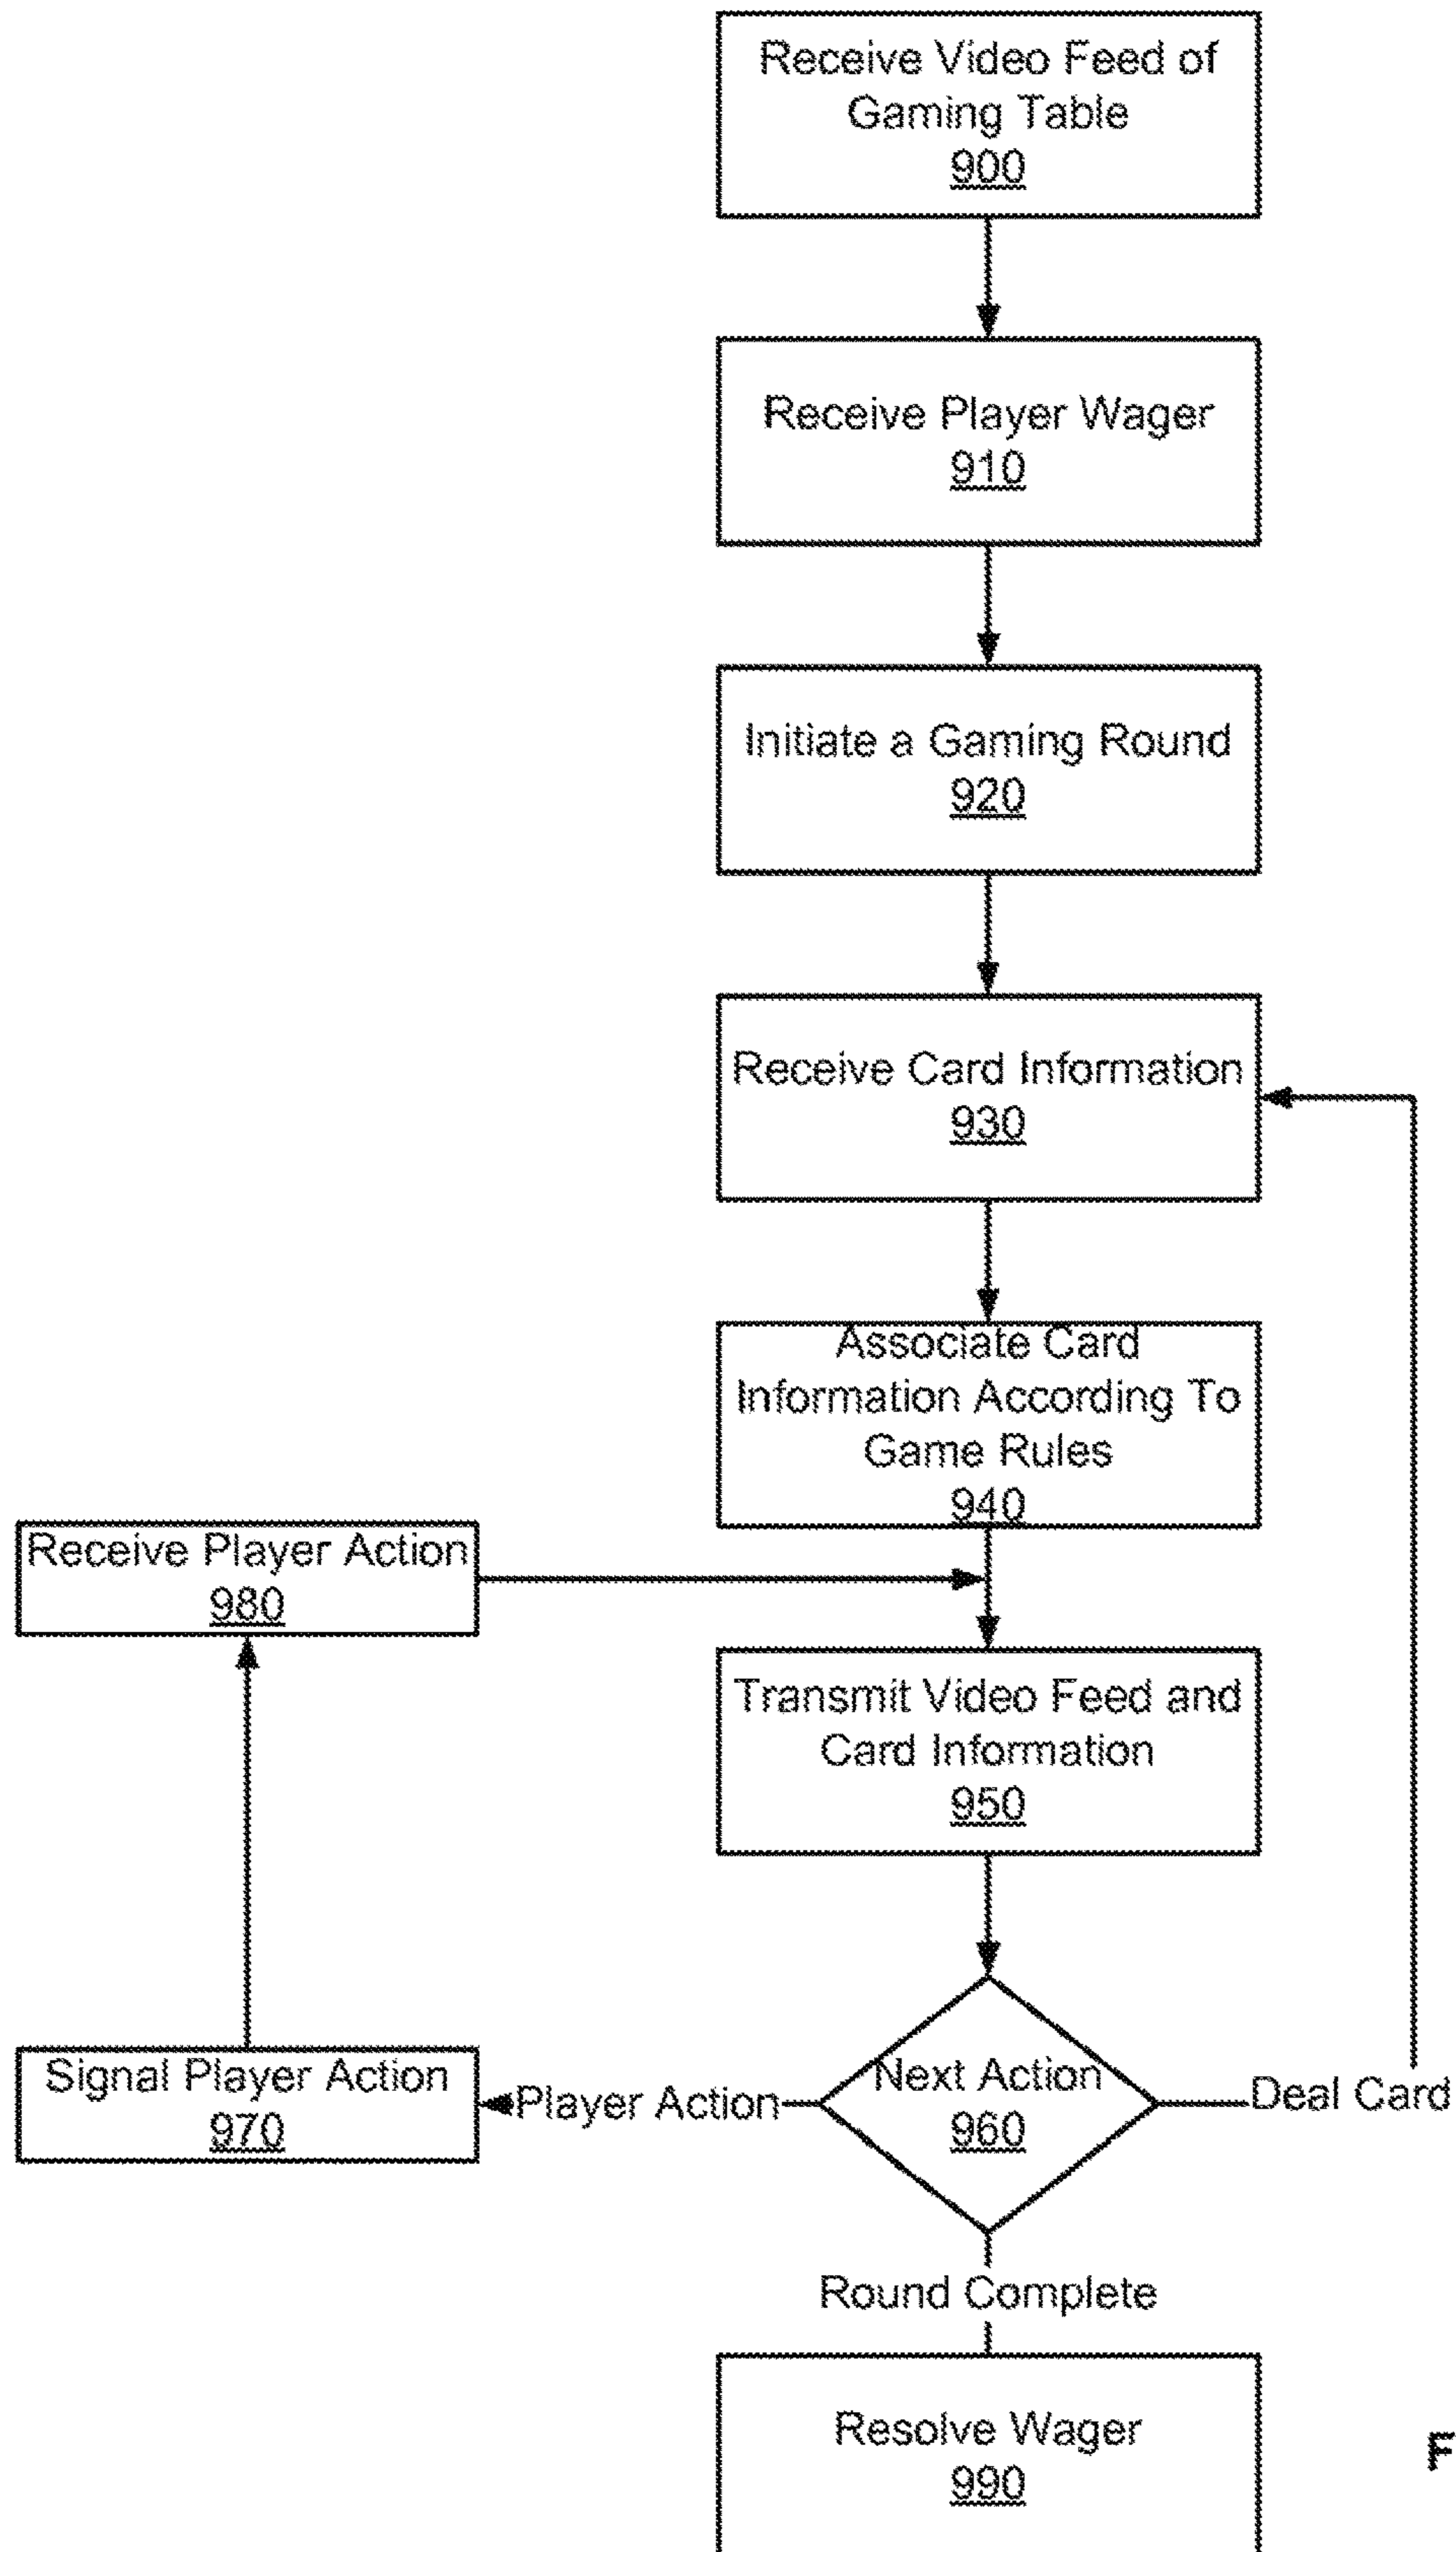 Receive Video Feed of
Gaming Table
900
Receive Player Wager
910
Initiate a Gaming Round
920
Receive Card Information
930
Associate Card
Information According To
Game Rules
940
Receive Player Action
980
Transmit Video Feed and
Card Information
950
Signal Player Action
970
Player Action
Next Action
960
Deal Card
Round Complete
Resolve Wager
990
F